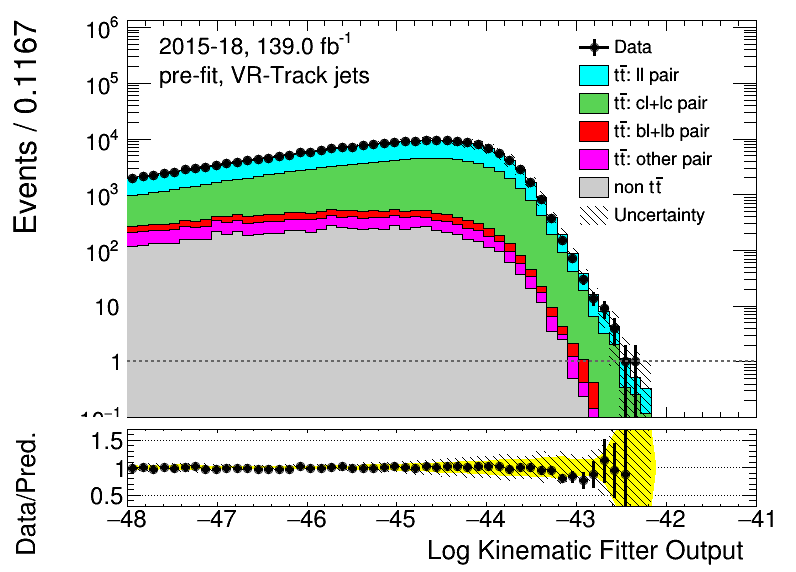 Events / 0.1167
10⁶
10⁵
10⁴
10³
10²
10
1
10⁻¹
2015-18, 139.0 fb⁻¹
pre-fit, VR-Track jets
Data
tt̄: ll pair
tt̄: cl+lc pair
tt̄: bl+lb pair
tt̄: other pair
non tt̄
Uncertainty
Data/Pred.
1.5
1
0.5
−48 −47 −46 −45 −44 −43 −42 −41
Log Kinematic Fitter Output